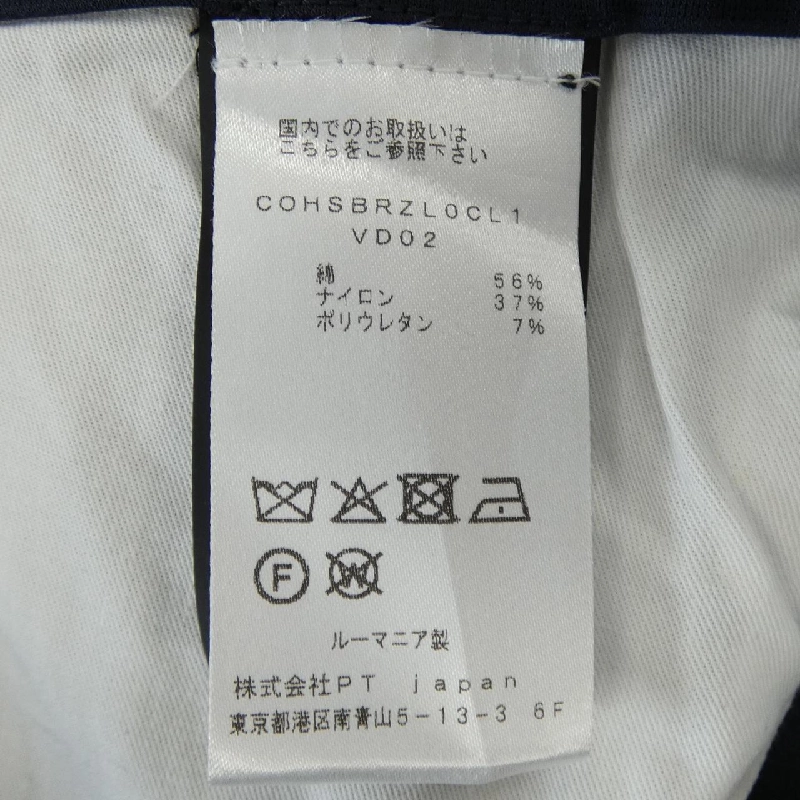 国内でのお取扱いは
こちらをご参照下さい
COHSBRZL0CL1
VD02
綿 56%
ナイロン 37%
ポリウレタン 7%
F W
ルーマニア製
株式会社PT japan
東京都港区南青山5-13-3 6F